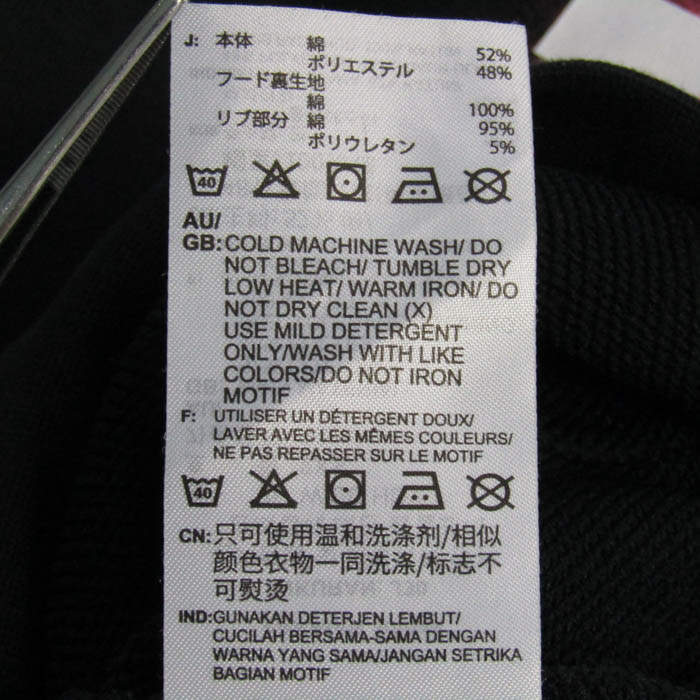 J: 本体 綿 52%
ポリエステル 48%
フード裏生地
綿 100%
リブ部分 綿 95%
ポリウレタン 5%
40
AU/
GB: COLD MACHINE WASH/ DO
NOT BLEACH/ TUMBLE DRY
LOW HEAT/ WARM IRON/ DO
NOT DRY CLEAN (X)
USE MILD DETERGENT
ONLY/WASH WITH LIKE
COLORS/DO NOT IRON
MOTIF
F: UTILISER UN DÉTERGENT DOUX/
LAVER AVEC LES MÊMES COULEURS/
NE PAS REPASSER SUR LE MOTIF
40
CN:只可使用温和洗涤剂/相似
颜色衣物一同洗涤/标志不
可熨烫
IND:GUNAKAN DETERJEN LEMBUT/
CUCILAH BERSAMA-SAMA DENGAN
WARNA YANG SAMA/JANGAN SETRIKA
BAGIAN MOTIF